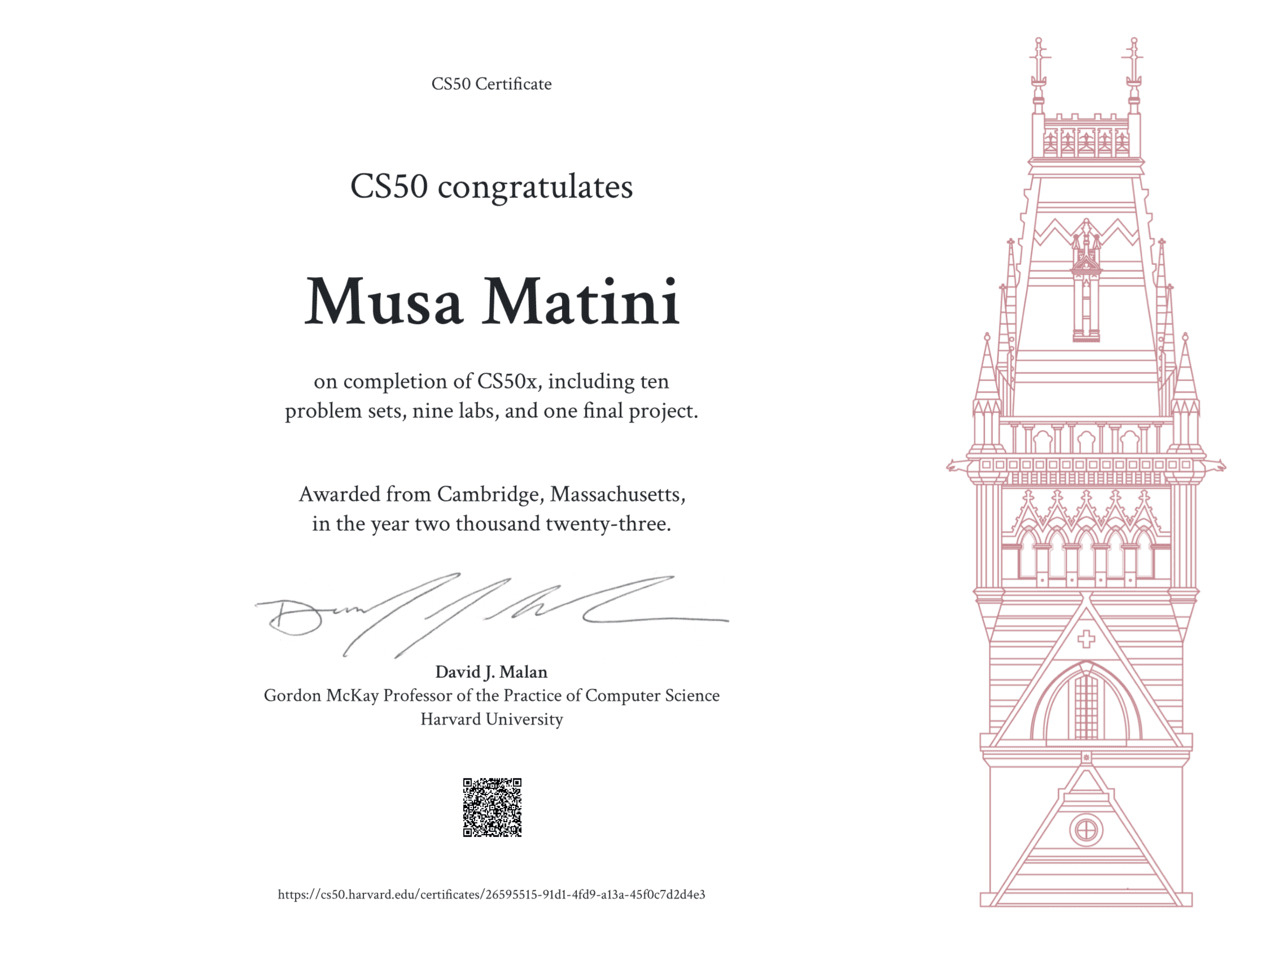 CS50 Certificate
CS50 congratulates
Musa Matini
on completion of CS50x, including ten
problem sets, nine labs, and one final project.
Awarded from Cambridge, Massachusetts,
in the year two thousand twenty-three.
David J. Malan
Gordon McKay Professor of the Practice of Computer Science
Harvard University
https://cs50.harvard.edu/certificates/26595515-91d1-4fd9-a13a-45f0c7d2d4e3